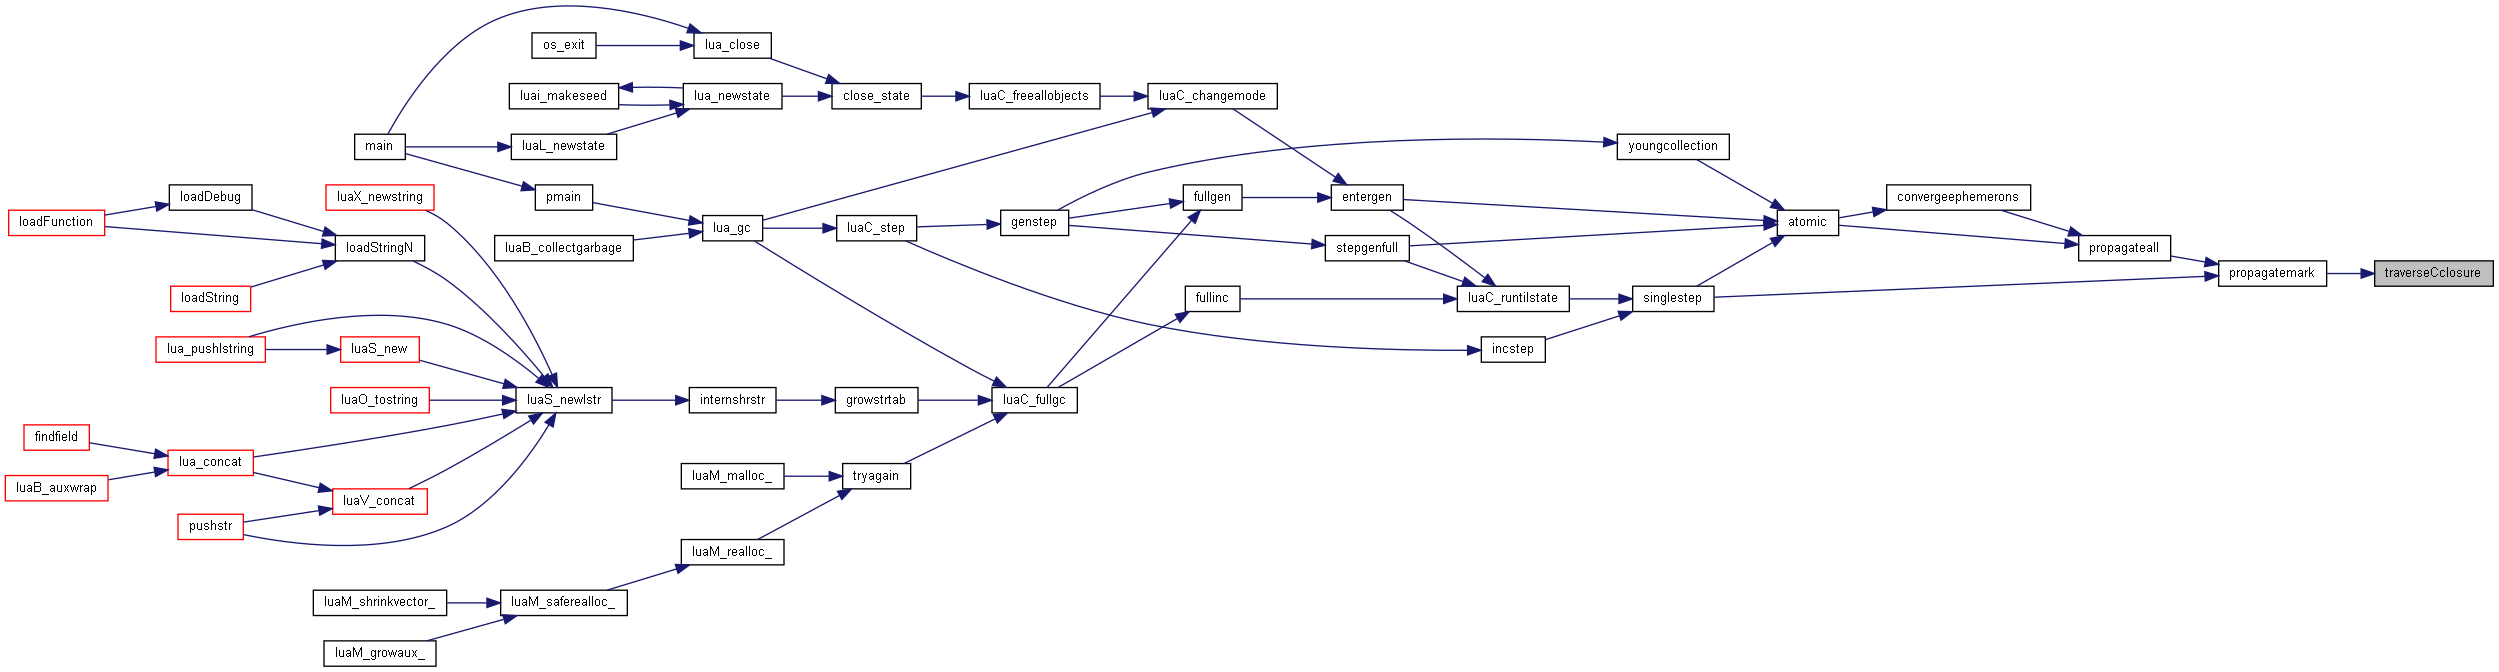 os_exit
lua_close
luai_makeseed
lua_newstate
close_state
luaC_freeallobjects
luaC_changemode
main
luaL_newstate
youngcollection
loadDebug
luaX_newstring
pmain
fullgen
entergen
convergeephemerons
loadFunction
lua_gc
luaC_step
genstep
atomic
loadStringN
luaB_collectgarbage
stepgenfull
propagateall
propagatemark
traverseCclosure
loadString
fullinc
luaC_runtilstate
singlestep
lua_pushlstring
luaS_new
incstep
luaO_tostring
luaS_newlstr
internshrstr
growstrtab
luaC_fullgc
findfield
lua_concat
luaM_malloc_
tryagain
luaB_auxwrap
luaV_concat
pushstr
luaM_realloc_
luaM_shrinkvector_
luaM_saferealloc_
luaM_growaux_